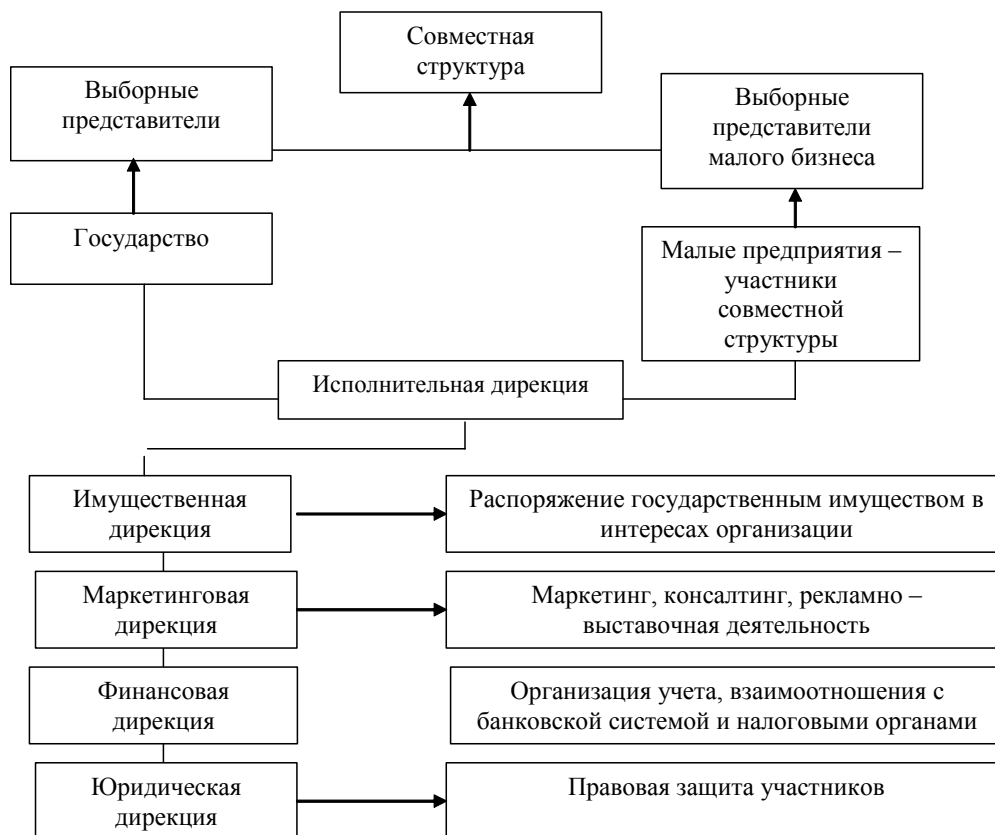 Совместная
структура
Выборные
представители
Выборные
представители
малого бизнеса
Государство
Малые предприятия –
участники
совместной
структуры
Исполнительная дирекция
Имущественная
дирекция
Распоряжение государственным имуществом в
интересах организации
Маркетинговая
дирекция
Маркетинг, консалтинг, рекламно –
выставочная деятельность
Финансовая
дирекция
Организация учета, взаимоотношения с
банковской системой и налоговыми органами
Юридическая
дирекция
Правовая защита участников